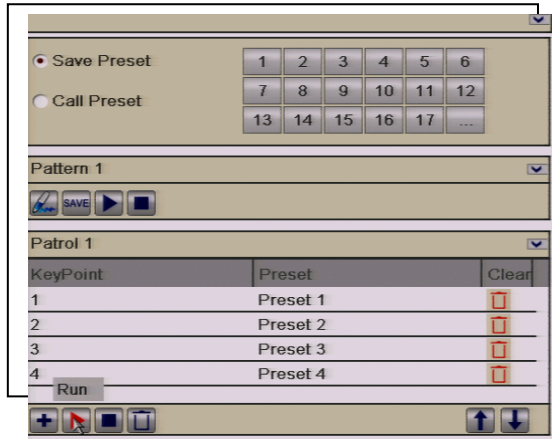 Save Preset
Call Preset
1 2 3 4 5 6
7 8 9 10 11 12
13 14 15 16 17 ...
Pattern 1
SAVE
Patrol 1
KeyPoint Preset Clear
1 Preset 1
2 Preset 2
3 Preset 3
4 Preset 4
Run